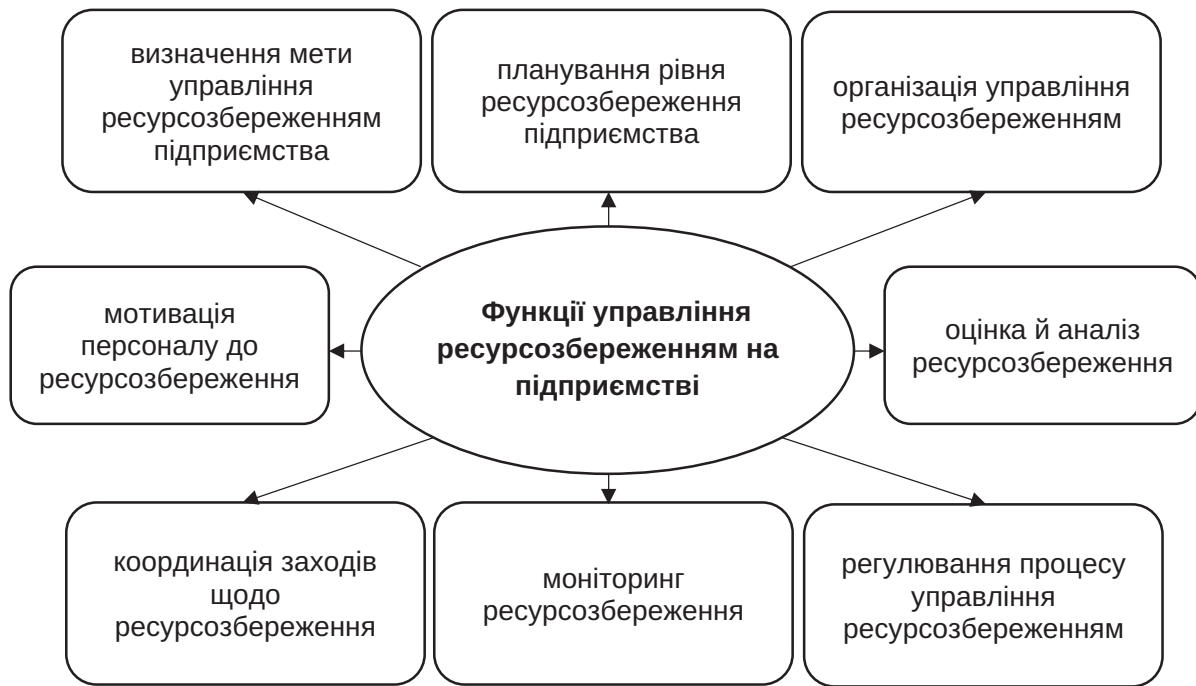 визначення мети
управління
ресурсозбереженням
підприємства
планування рівня
ресурсозбереження
підприємства
організація управління
ресурсозбереженням
мотивація
персоналу до
ресурсозбереження
Функції управління
ресурсозбереженням на
підприємстві
оцінка й аналіз
ресурсозбереження
координація заходів
щодо
ресурсозбереження
моніторинг
ресурсозбереження
регулювання процесу
управління
ресурсозбереженням